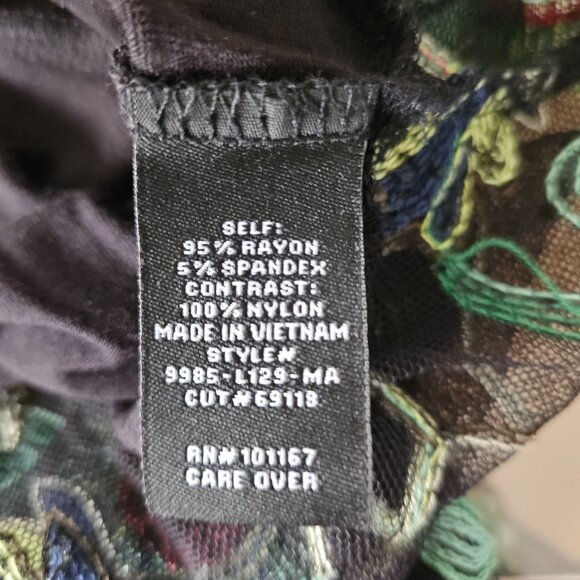 SELF:
95% RAYON
5% SPANDEX
CONTRAST:
100% NYLON
MADE IN VIETNAM
STYLE#
9985-L129-MA
CUT#69118
RN#101167
CARE OVER